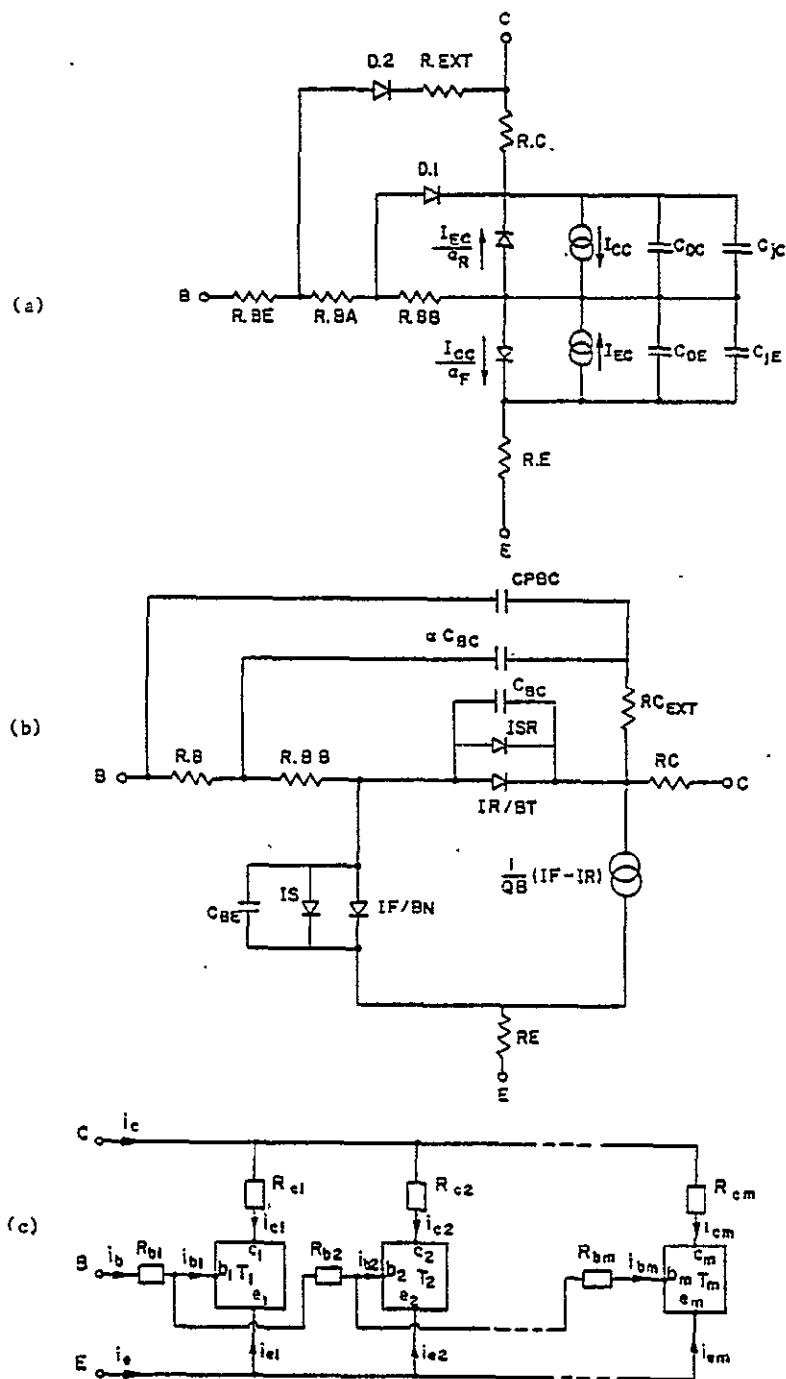 C
D.2 R.EXT
R.C
D.1
I_EC/α_R
I_CC
C_DC
C_jC
(a)
B
R.BE R.BA R.BB
I_CC/α_F
I_EC
C_DE
C_jE
R.E
E
CPBC
α C_BC
C_BC
RC_EXT
(b)
ISR
R.B R.BB
RC
B
C
IR/BT
1/QB (IF-IR)
IS
C_BE
IF/BN
RE
E
C i_c
R_c1 R_c2 R_cm
(c)
i_c1 i_c2 i_cm
B i_b R_b1 i_b1 b_1 c_1 T_1 e_1 R_b2 i_b2 b_2 c_2 T_2 e_2 R_bm i_bm b_m c_m T_m e_m
E i_e i_e1 i_e2 i_em